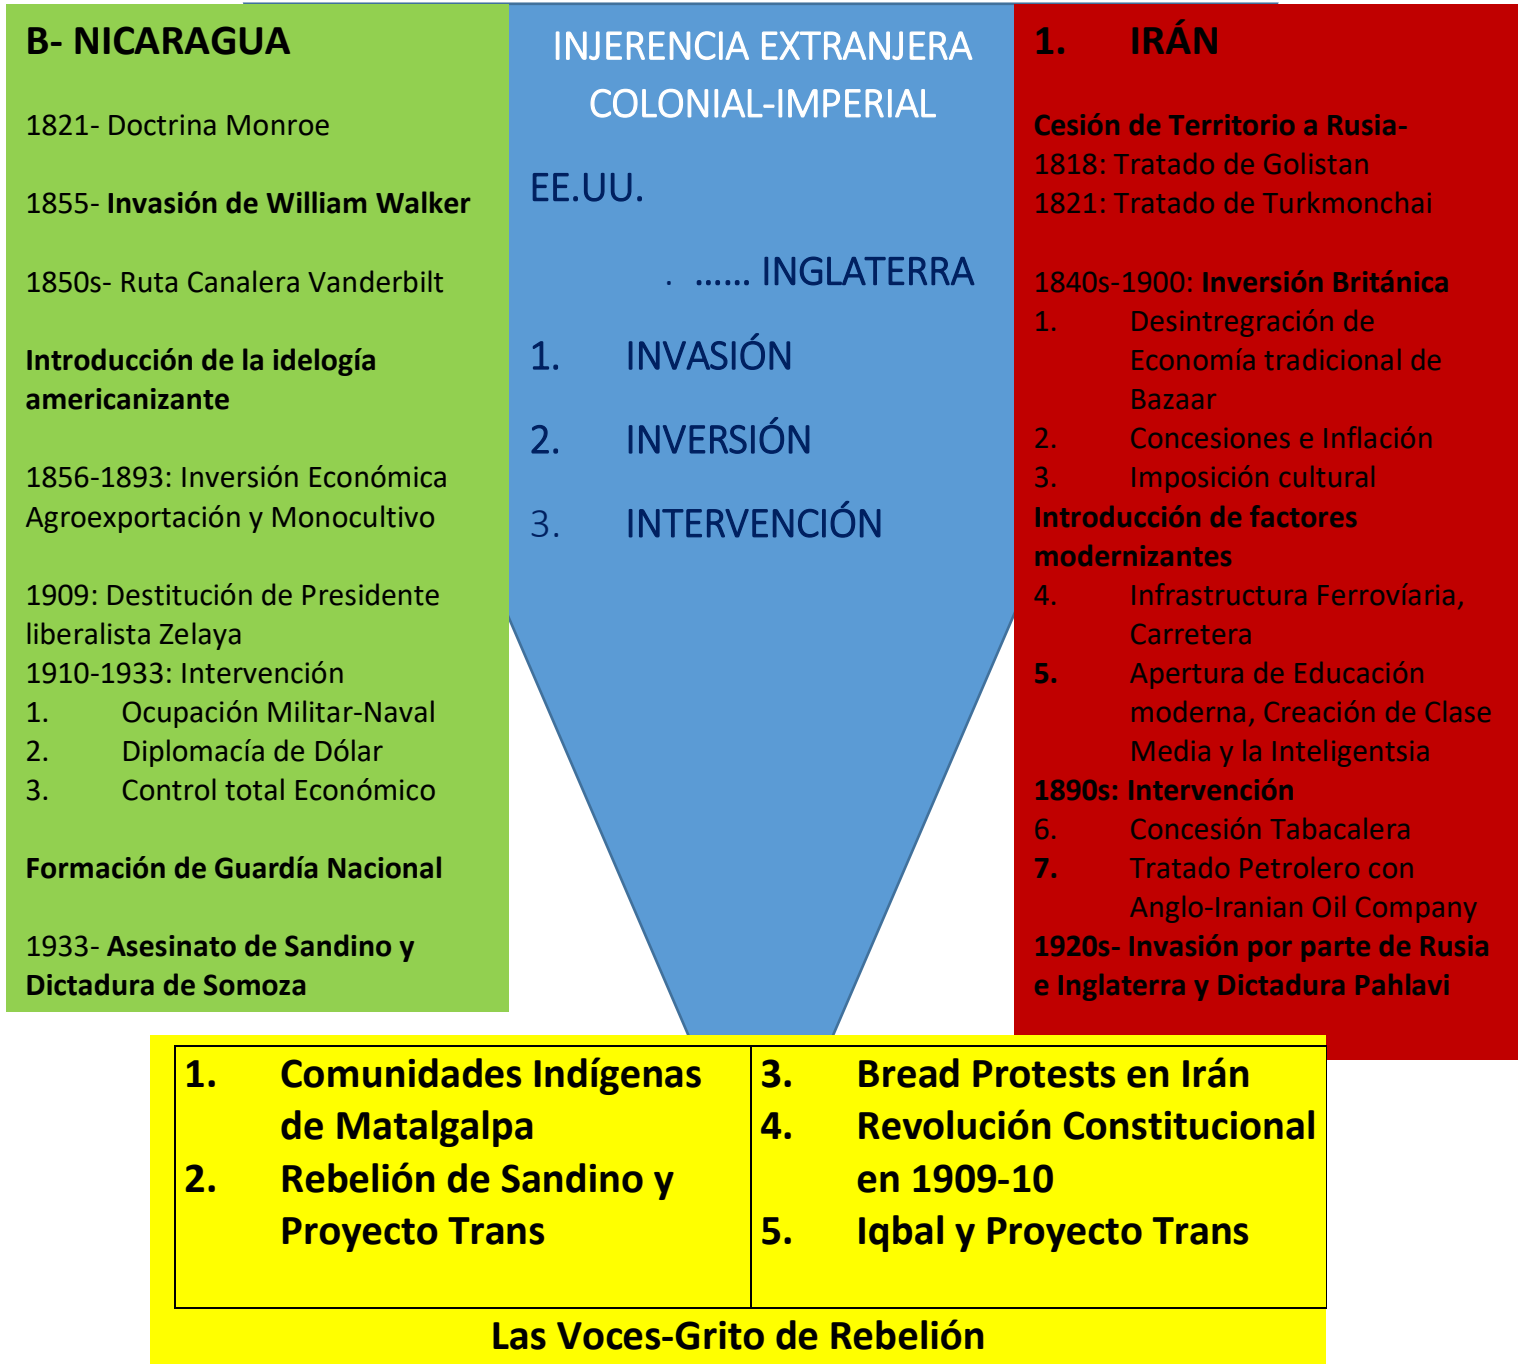 B- NICARAGUA
1821- Doctrina Monroe
1855- Invasión de William Walker
1850s- Ruta Canalera Vanderbilt
Introducción de la idelogía
americanizante
1856-1893: Inversión Económica
Agroexportación y Monocultivo
1909: Destitución de Presidente
liberalista Zelaya
1910-1933: Intervención
1. Ocupación Militar-Naval
2. Diplomacía de Dólar
3. Control total Económico
Formación de Guardía Nacional
1933- Asesinato de Sandino y
Dictadura de Somoza
INJERENCIA EXTRANJERA
COLONIAL-IMPERIAL
EE.UU.
. ...... INGLATERRA
1. INVASIÓN
2. INVERSIÓN
3. INTERVENCIÓN
1. IRÁN
Cesión de Territorio a Rusia-
1818: Tratado de Golistan
1821: Tratado de Turkmonchai
1840s-1900: Inversión Británica
1. Desintregración de
Economía tradicional de
Bazaar
2. Concesiones e Inflación
3. Imposición cultural
Introducción de factores
modernizantes
4. Infrastructura Ferrovíaria,
Carretera
5. Apertura de Educación
moderna, Creación de Clase
Media y la Inteligentsia
1890s: Intervención
6. Concesión Tabacalera
7. Tratado Petrolero con
Anglo-Iranian Oil Company
1920s- Invasión por parte de Rusia
e Inglaterra y Dictadura Pahlavi
1. Comunidades Indígenas
de Matalgalpa
2. Rebelión de Sandino y
Proyecto Trans
3. Bread Protests en Irán
4. Revolución Constitucional
en 1909-10
5. Iqbal y Proyecto Trans
Las Voces-Grito de Rebelión